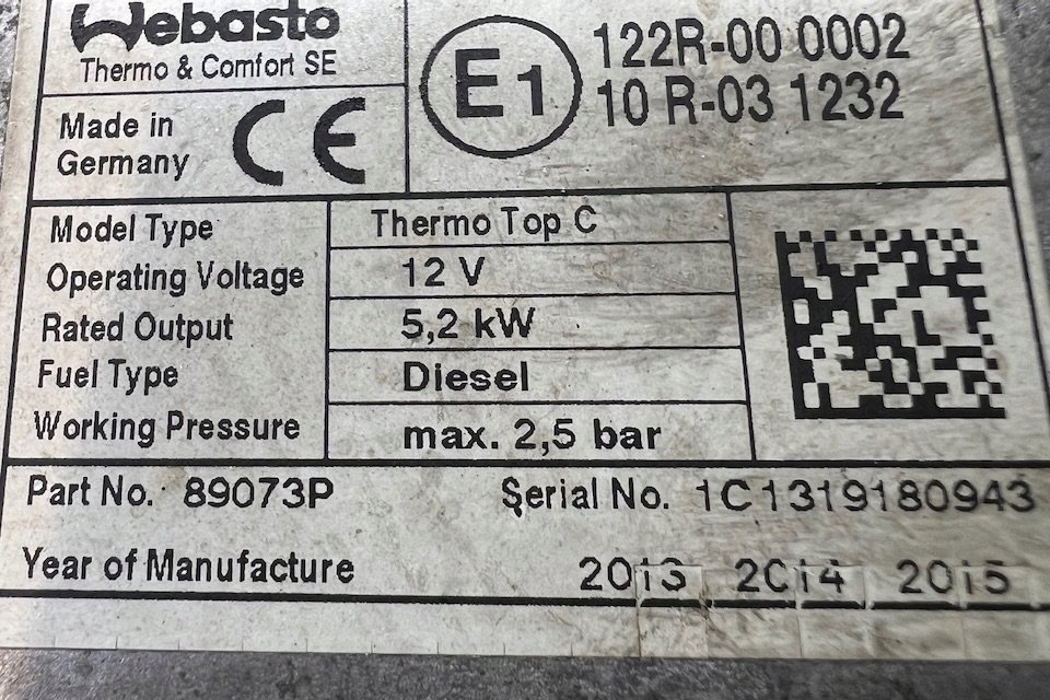 Webasto
Thermo & Comfort SE
Made in
Germany
CE
E1
122R-00 0002
10 R-03 1232
Model Type Thermo Top C
Operating Voltage 12 V
Rated Output 5,2 kW
Fuel Type Diesel
Working Pressure max. 2,5 bar
Part No. 89073P Serial No. 1C1319180943
Year of Manufacture 2013 2014 2015